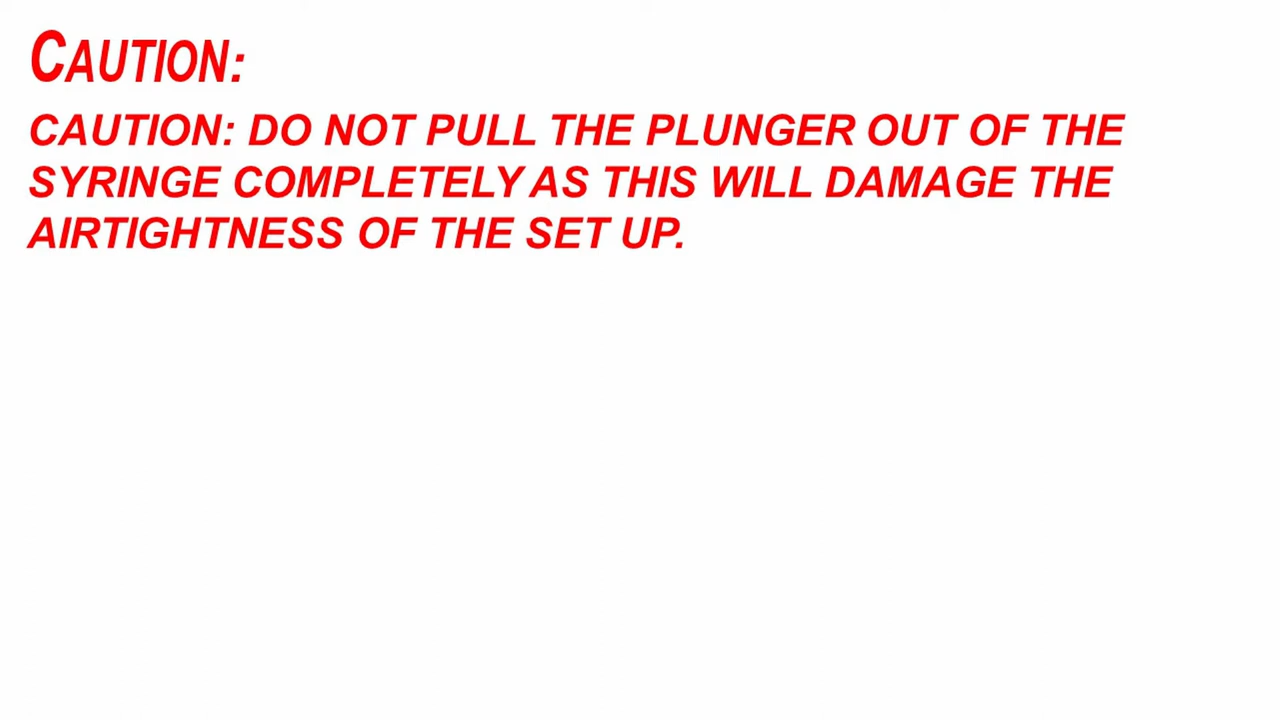 CAUTION:
CAUTION: DO NOT PULL THE PLUNGER OUT OF THE
SYRINGE COMPLETELY AS THIS WILL DAMAGE THE
AIRTIGHTNESS OF THE SET UP.